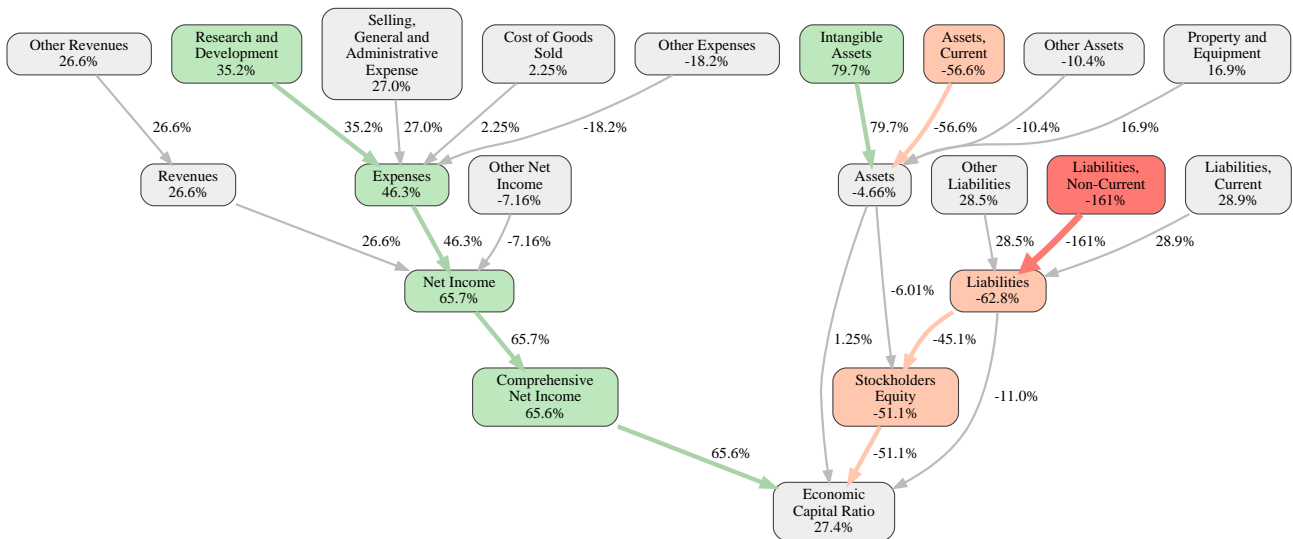 Other Revenues
26.6%
Research and
Development
35.2%
Selling,
General and
Administrative
Expense
27.0%
Cost of Goods
Sold
2.25%
Other Expenses
-18.2%
Intangible
Assets
79.7%
Assets,
Current
-56.6%
Other Assets
-10.4%
Property and
Equipment
16.9%
26.6%
35.2%
27.0%
2.25%
-18.2%
79.7%
-56.6%
-10.4%
16.9%
Revenues
26.6%
Expenses
46.3%
Other Net
Income
-7.16%
Assets
-4.66%
Other
Liabilities
28.5%
Liabilities,
Non-Current
-161%
Liabilities,
Current
28.9%
26.6%
46.3%
-7.16%
28.5%
-161%
28.9%
Net Income
65.7%
-6.01%
Liabilities
-62.8%
65.7%
1.25%
-45.1%
Comprehensive
Net Income
65.6%
Stockholders
Equity
-51.1%
-11.0%
65.6%
-51.1%
Economic
Capital Ratio
27.4%